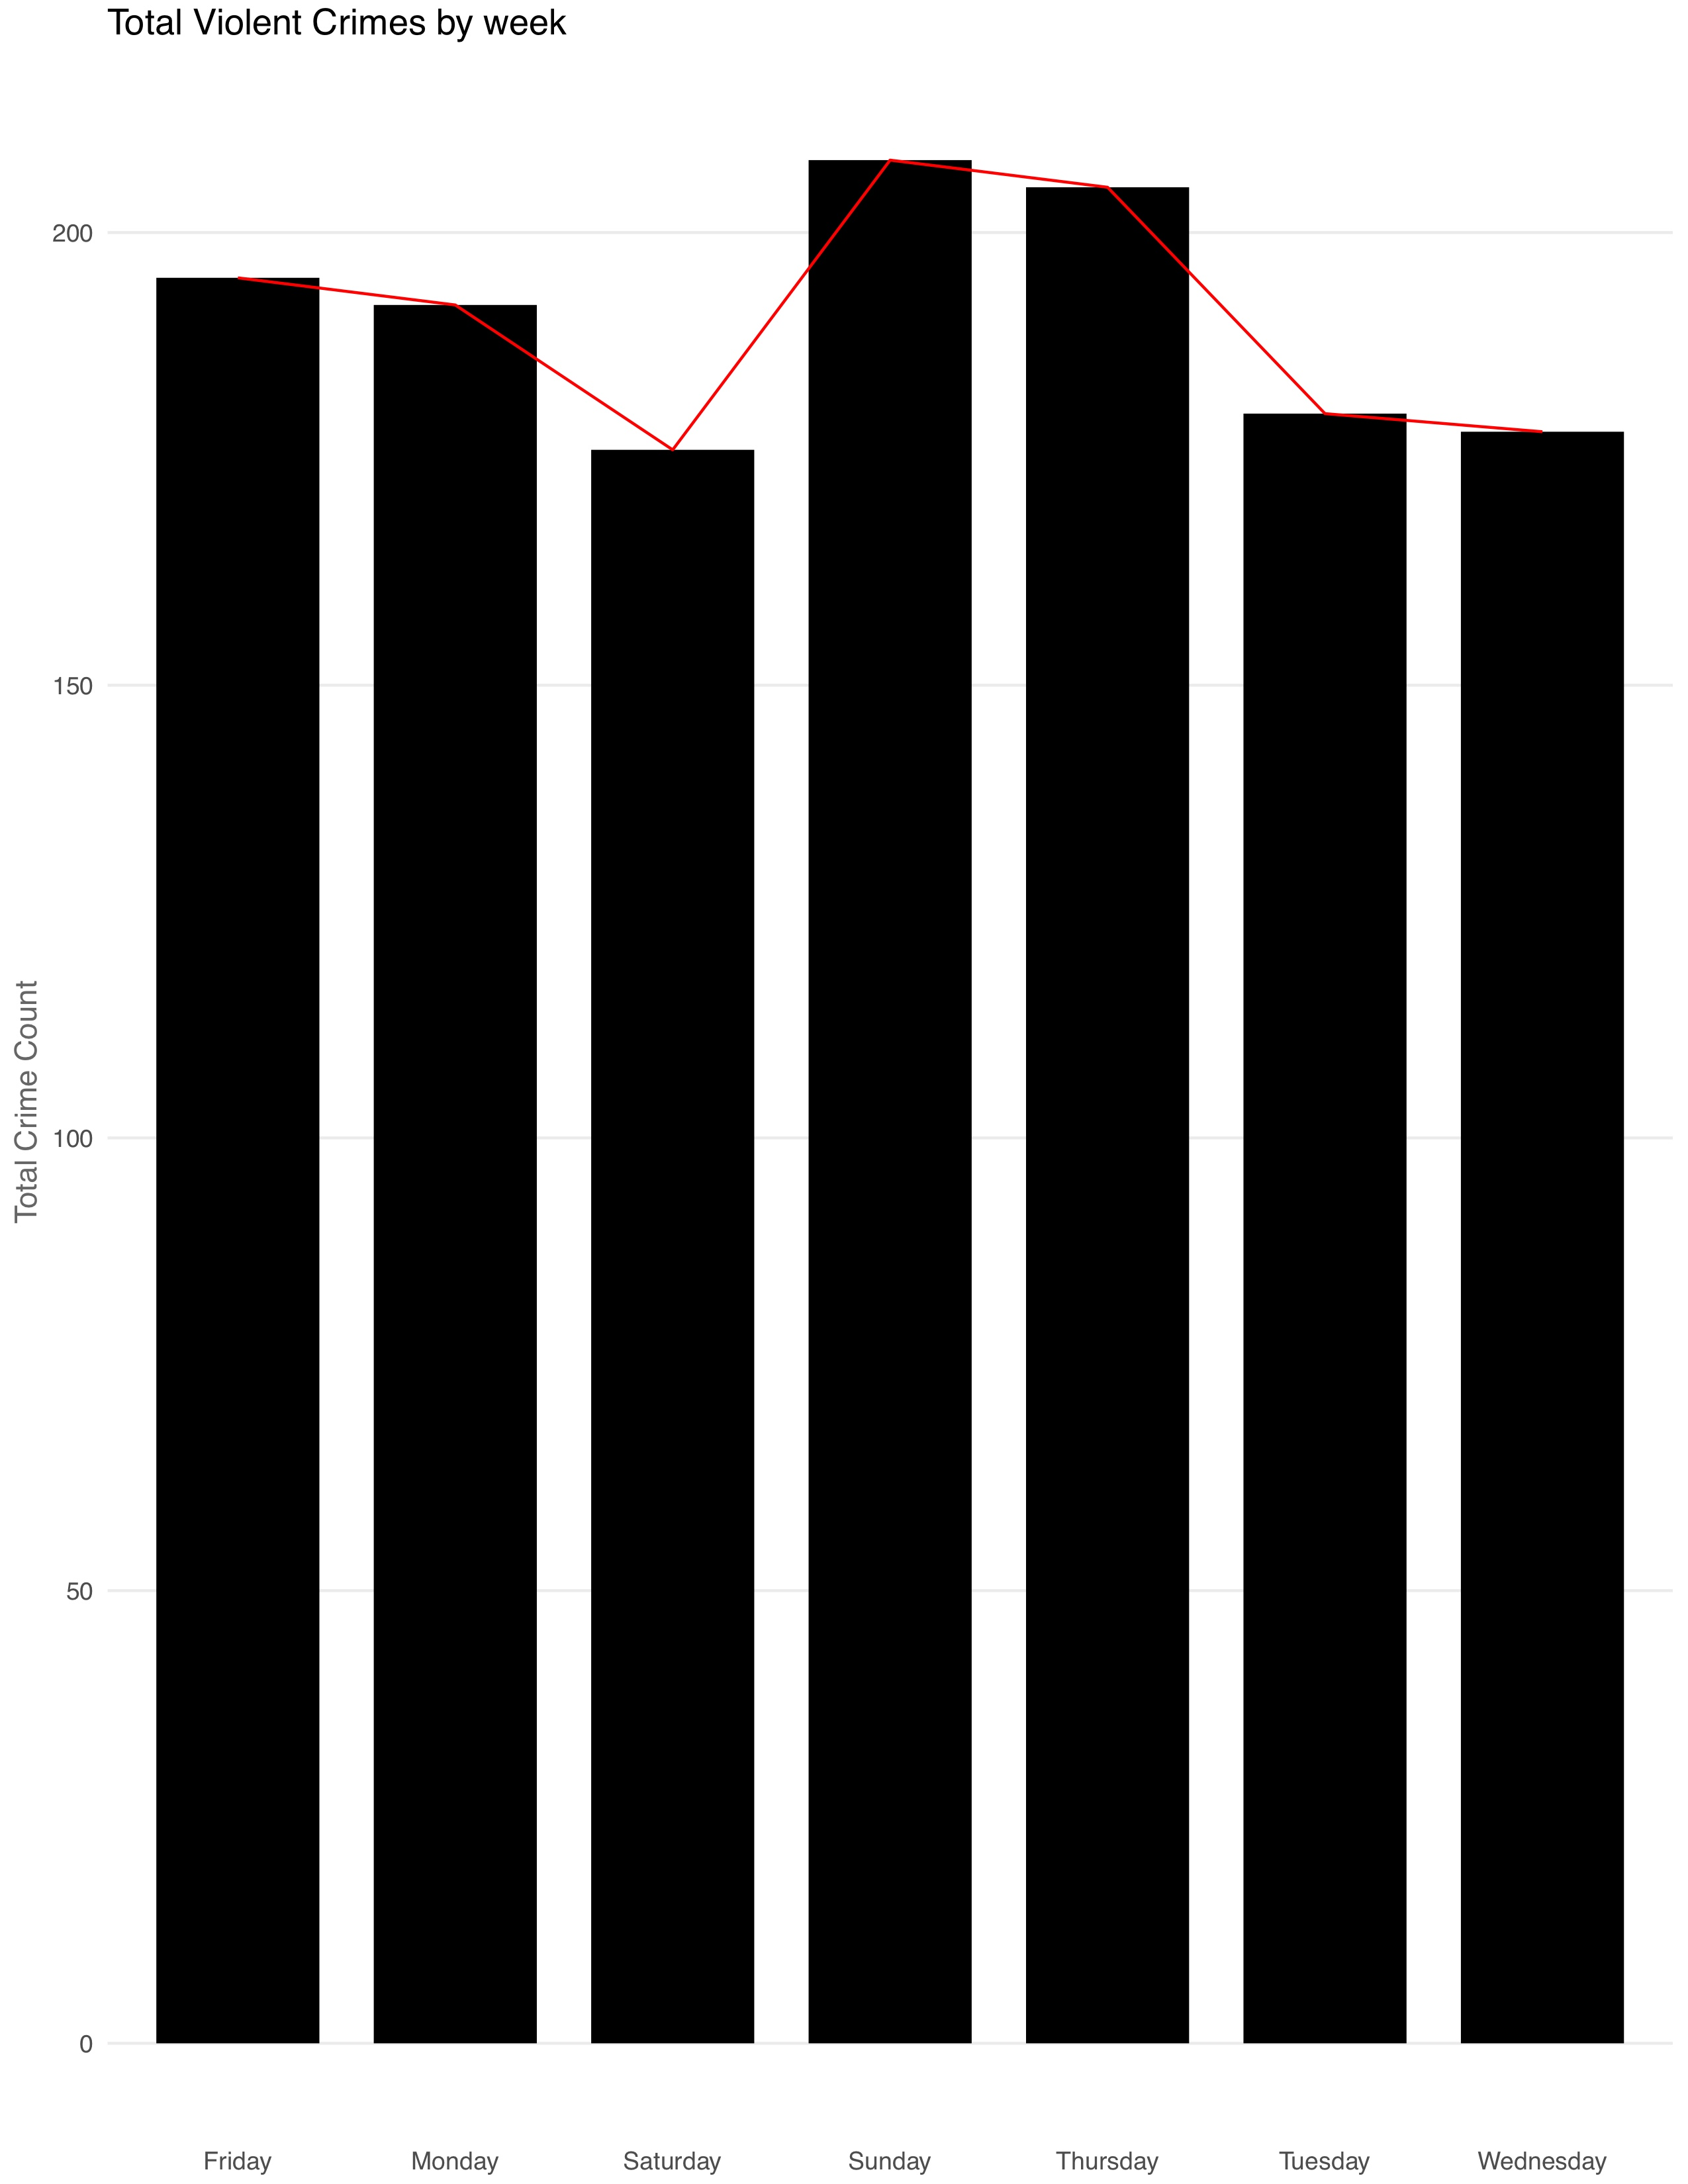 Total Violent Crimes by week
Total Crime Count
200
150
100
50
0
Friday Monday Saturday Sunday Thursday Tuesday Wednesday